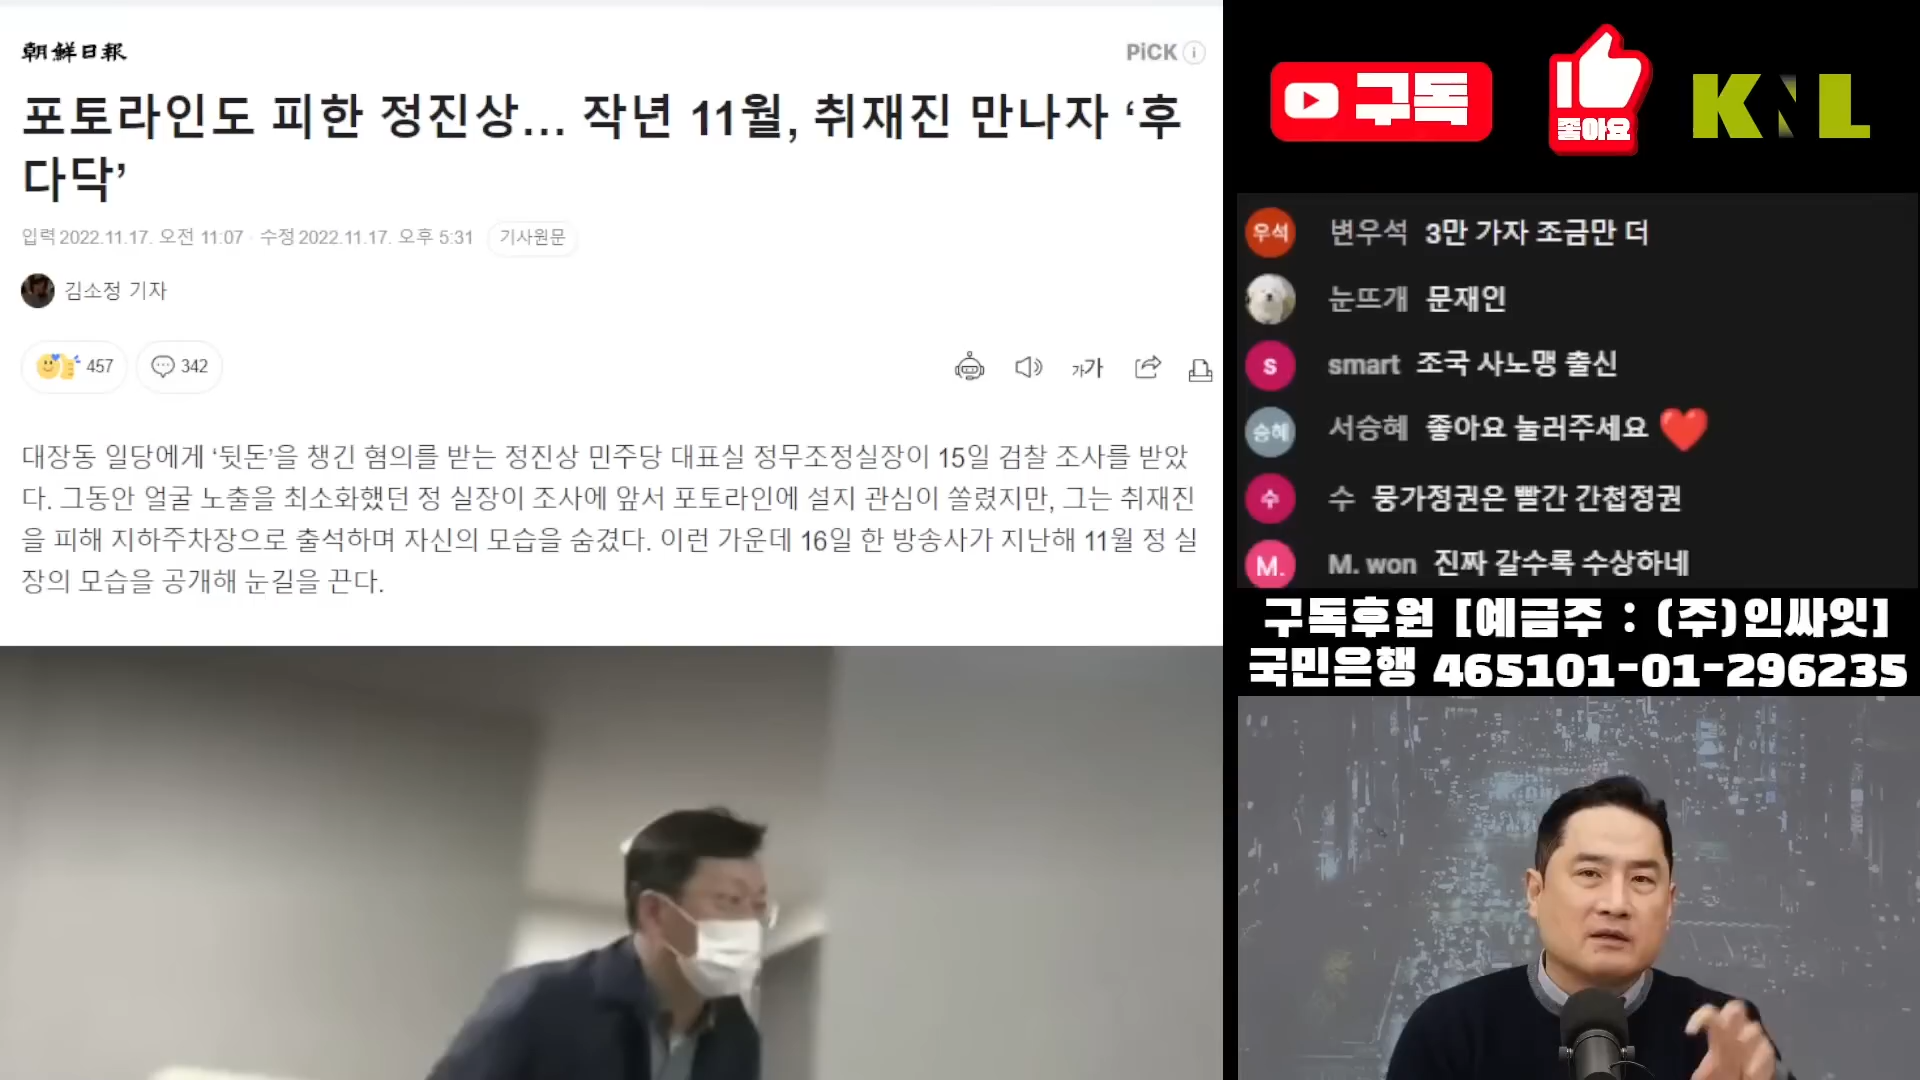 朝鮮日報
PiCK
포토라인도 피한 정진상… 작년 11월, 취재진 만나자 ‘후
다닥’
입력 2022.11.17. 오전 11:07 · 수정 2022.11.17. 오후 5:31 기사원문
김소정 기자
457 342
가가
대장동 일당에게 ‘뒷돈’을 챙긴 혐의를 받는 정진상 민주당 대표실 정무조정실장이 15일 검찰 조사를 받았
다. 그동안 얼굴 노출을 최소화했던 정 실장이 조사에 앞서 포토라인에 설지 관심이 쏠렸지만, 그는 취재진
을 피해 지하주차장으로 출석하며 자신의 모습을 숨겼다. 이런 가운데 16일 한 방송사가 지난해 11월 정 실
장의 모습을 공개해 눈길을 끈다.
구독
좋아요
KNL
우석 변우석 3만 가자 조금만 더
눈뜨개 문재인
s smart 조국 사노맹 출신
승혜 서승혜 좋아요 눌러주세요 ❤️
수 수 뭉가정권은 빨간 간첩정권
M. M. won 진짜 갈수록 수상하네
구독후원 [예금주 : (주)인싸잇]
국민은행 465101-01-296235